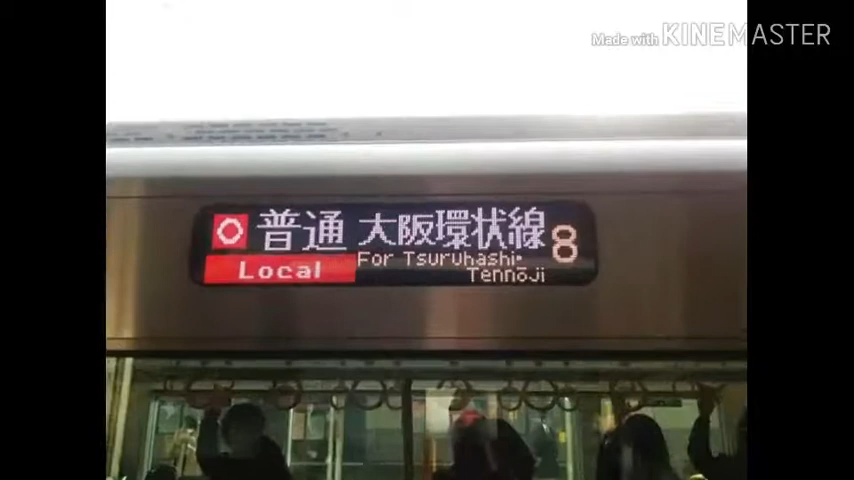 Made with KINEMASTER
O 普通 大阪環状線 8
Local For Tsuruhashi・
Tennōji